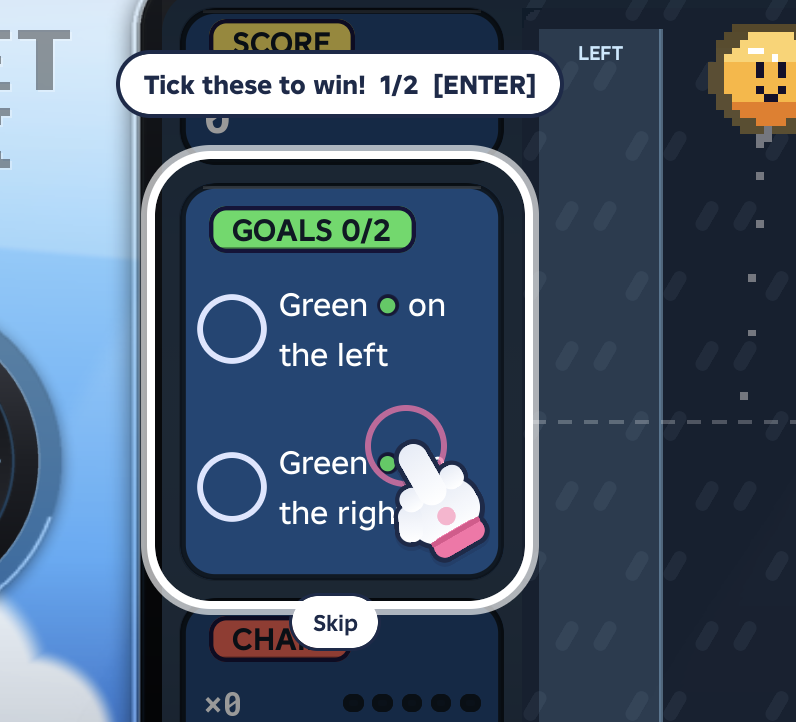 SCORE
LEFT
Tick these to win! 1/2 [ENTER]
GOALS 0/2
Green on
the left
Green
the righ
Skip
×0